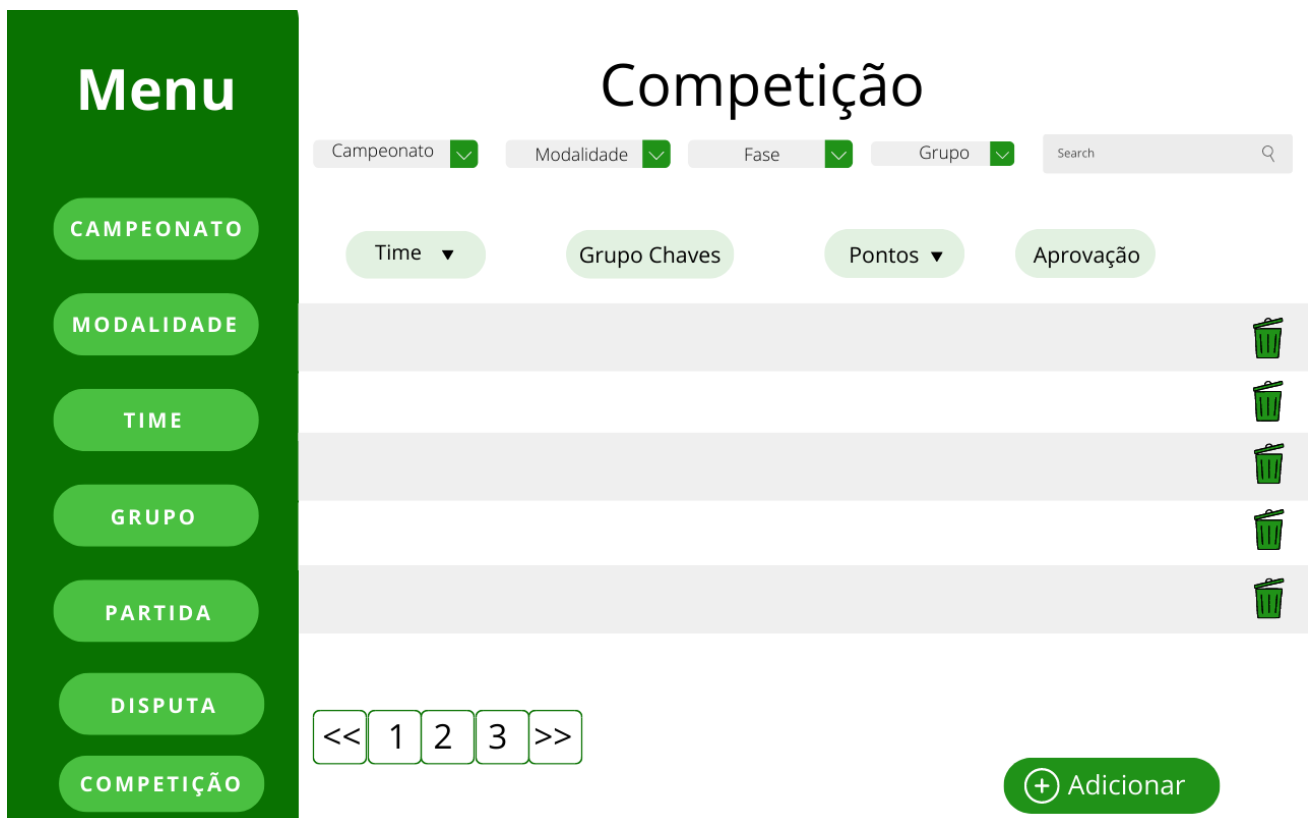 Menu
CAMPEONATO
MODALIDADE
TIME
GRUPO
PARTIDA
DISPUTA
COMPETIÇÃO
Competição
Campeonato
Modalidade
Fase
Grupo
Search
Time ▼
Grupo Chaves
Pontos ▼
Aprovação
<< 1 2 3 >>
Adicionar